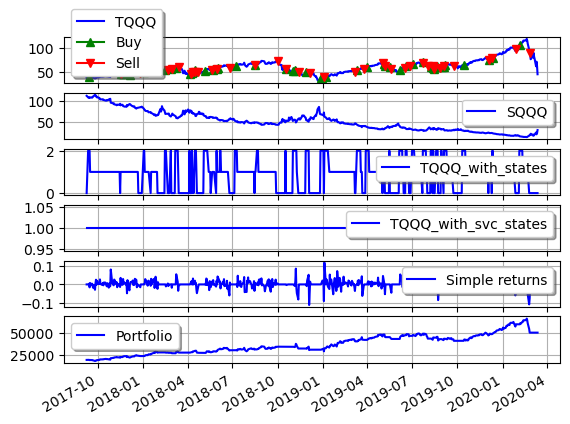 TQQQ
Buy
Sell
100
50
SQQQ
100
50
TQQQ_with_states
2
0
TQQQ_with_svc_states
1.05
1.00
0.95
Simple returns
0.1
0.0
−0.1
Portfolio
50000
25000
2017-10 2018-01 2018-04 2018-07 2018-10 2019-01 2019-04 2019-07 2019-10 2020-01 2020-04